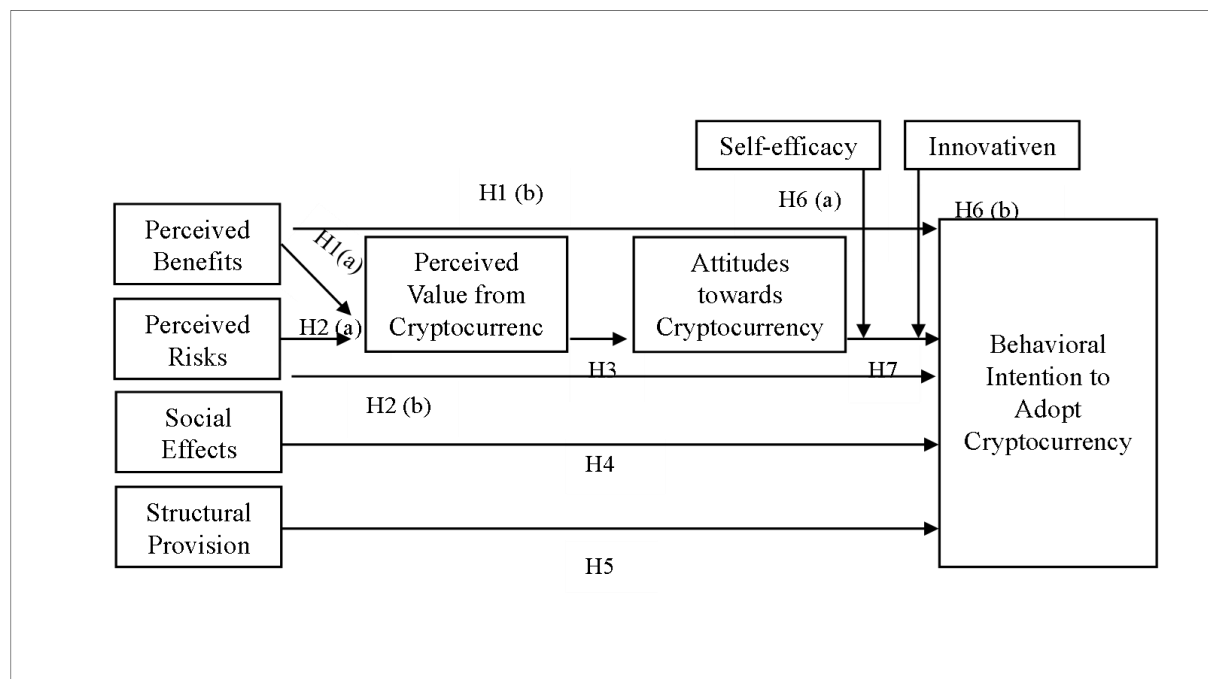 Self-efficacy
Innovativen
H1 (b)
H6 (a)
H6 (b)
Perceived
Benefits
H1(a)
Perceived
Value from
Cryptocurrenc
Attitudes
towards
Cryptocurrency
Perceived
Risks
H2 (a)
H3
H7
Behavioral
Intention to
Adopt
Cryptocurrency
H2 (b)
Social
Effects
H4
Structural
Provision
H5